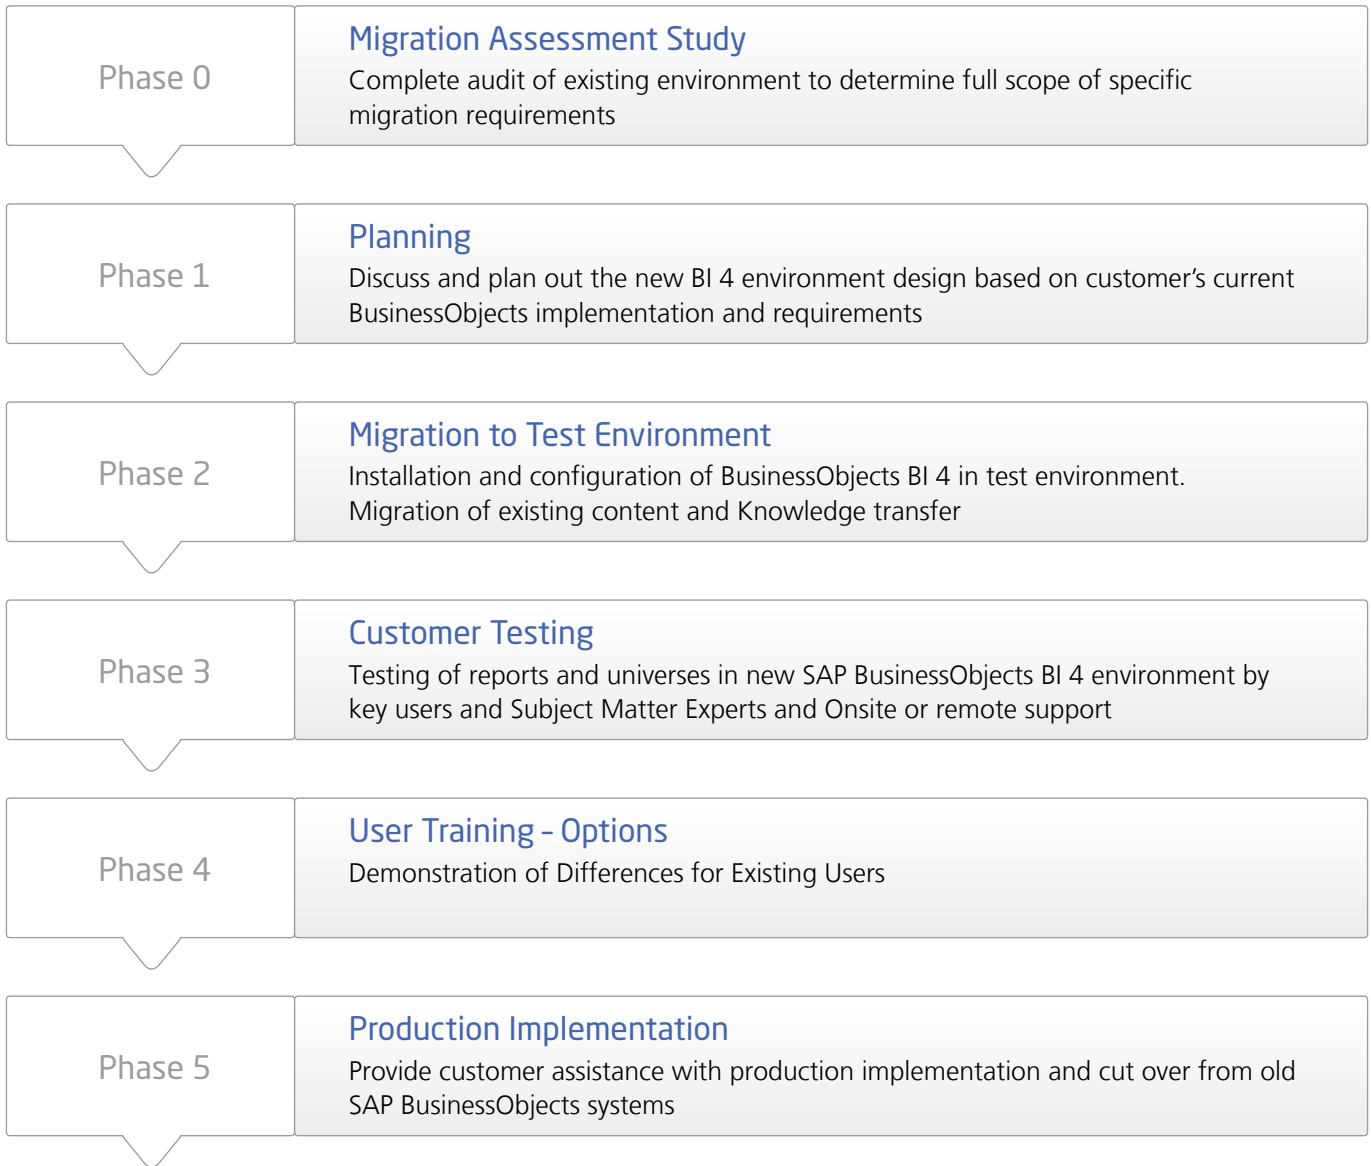 Phase 0
Migration Assessment Study
Complete audit of existing environment to determine full scope of specific
migration requirements
Phase 1
Planning
Discuss and plan out the new BI 4 environment design based on customer’s current
BusinessObjects implementation and requirements
Phase 2
Migration to Test Environment
Installation and configuration of BusinessObjects BI 4 in test environment.
Migration of existing content and Knowledge transfer
Phase 3
Customer Testing
Testing of reports and universes in new SAP BusinessObjects BI 4 environment by
key users and Subject Matter Experts and Onsite or remote support
Phase 4
User Training – Options
Demonstration of Differences for Existing Users
Phase 5
Production Implementation
Provide customer assistance with production implementation and cut over from old
SAP BusinessObjects systems